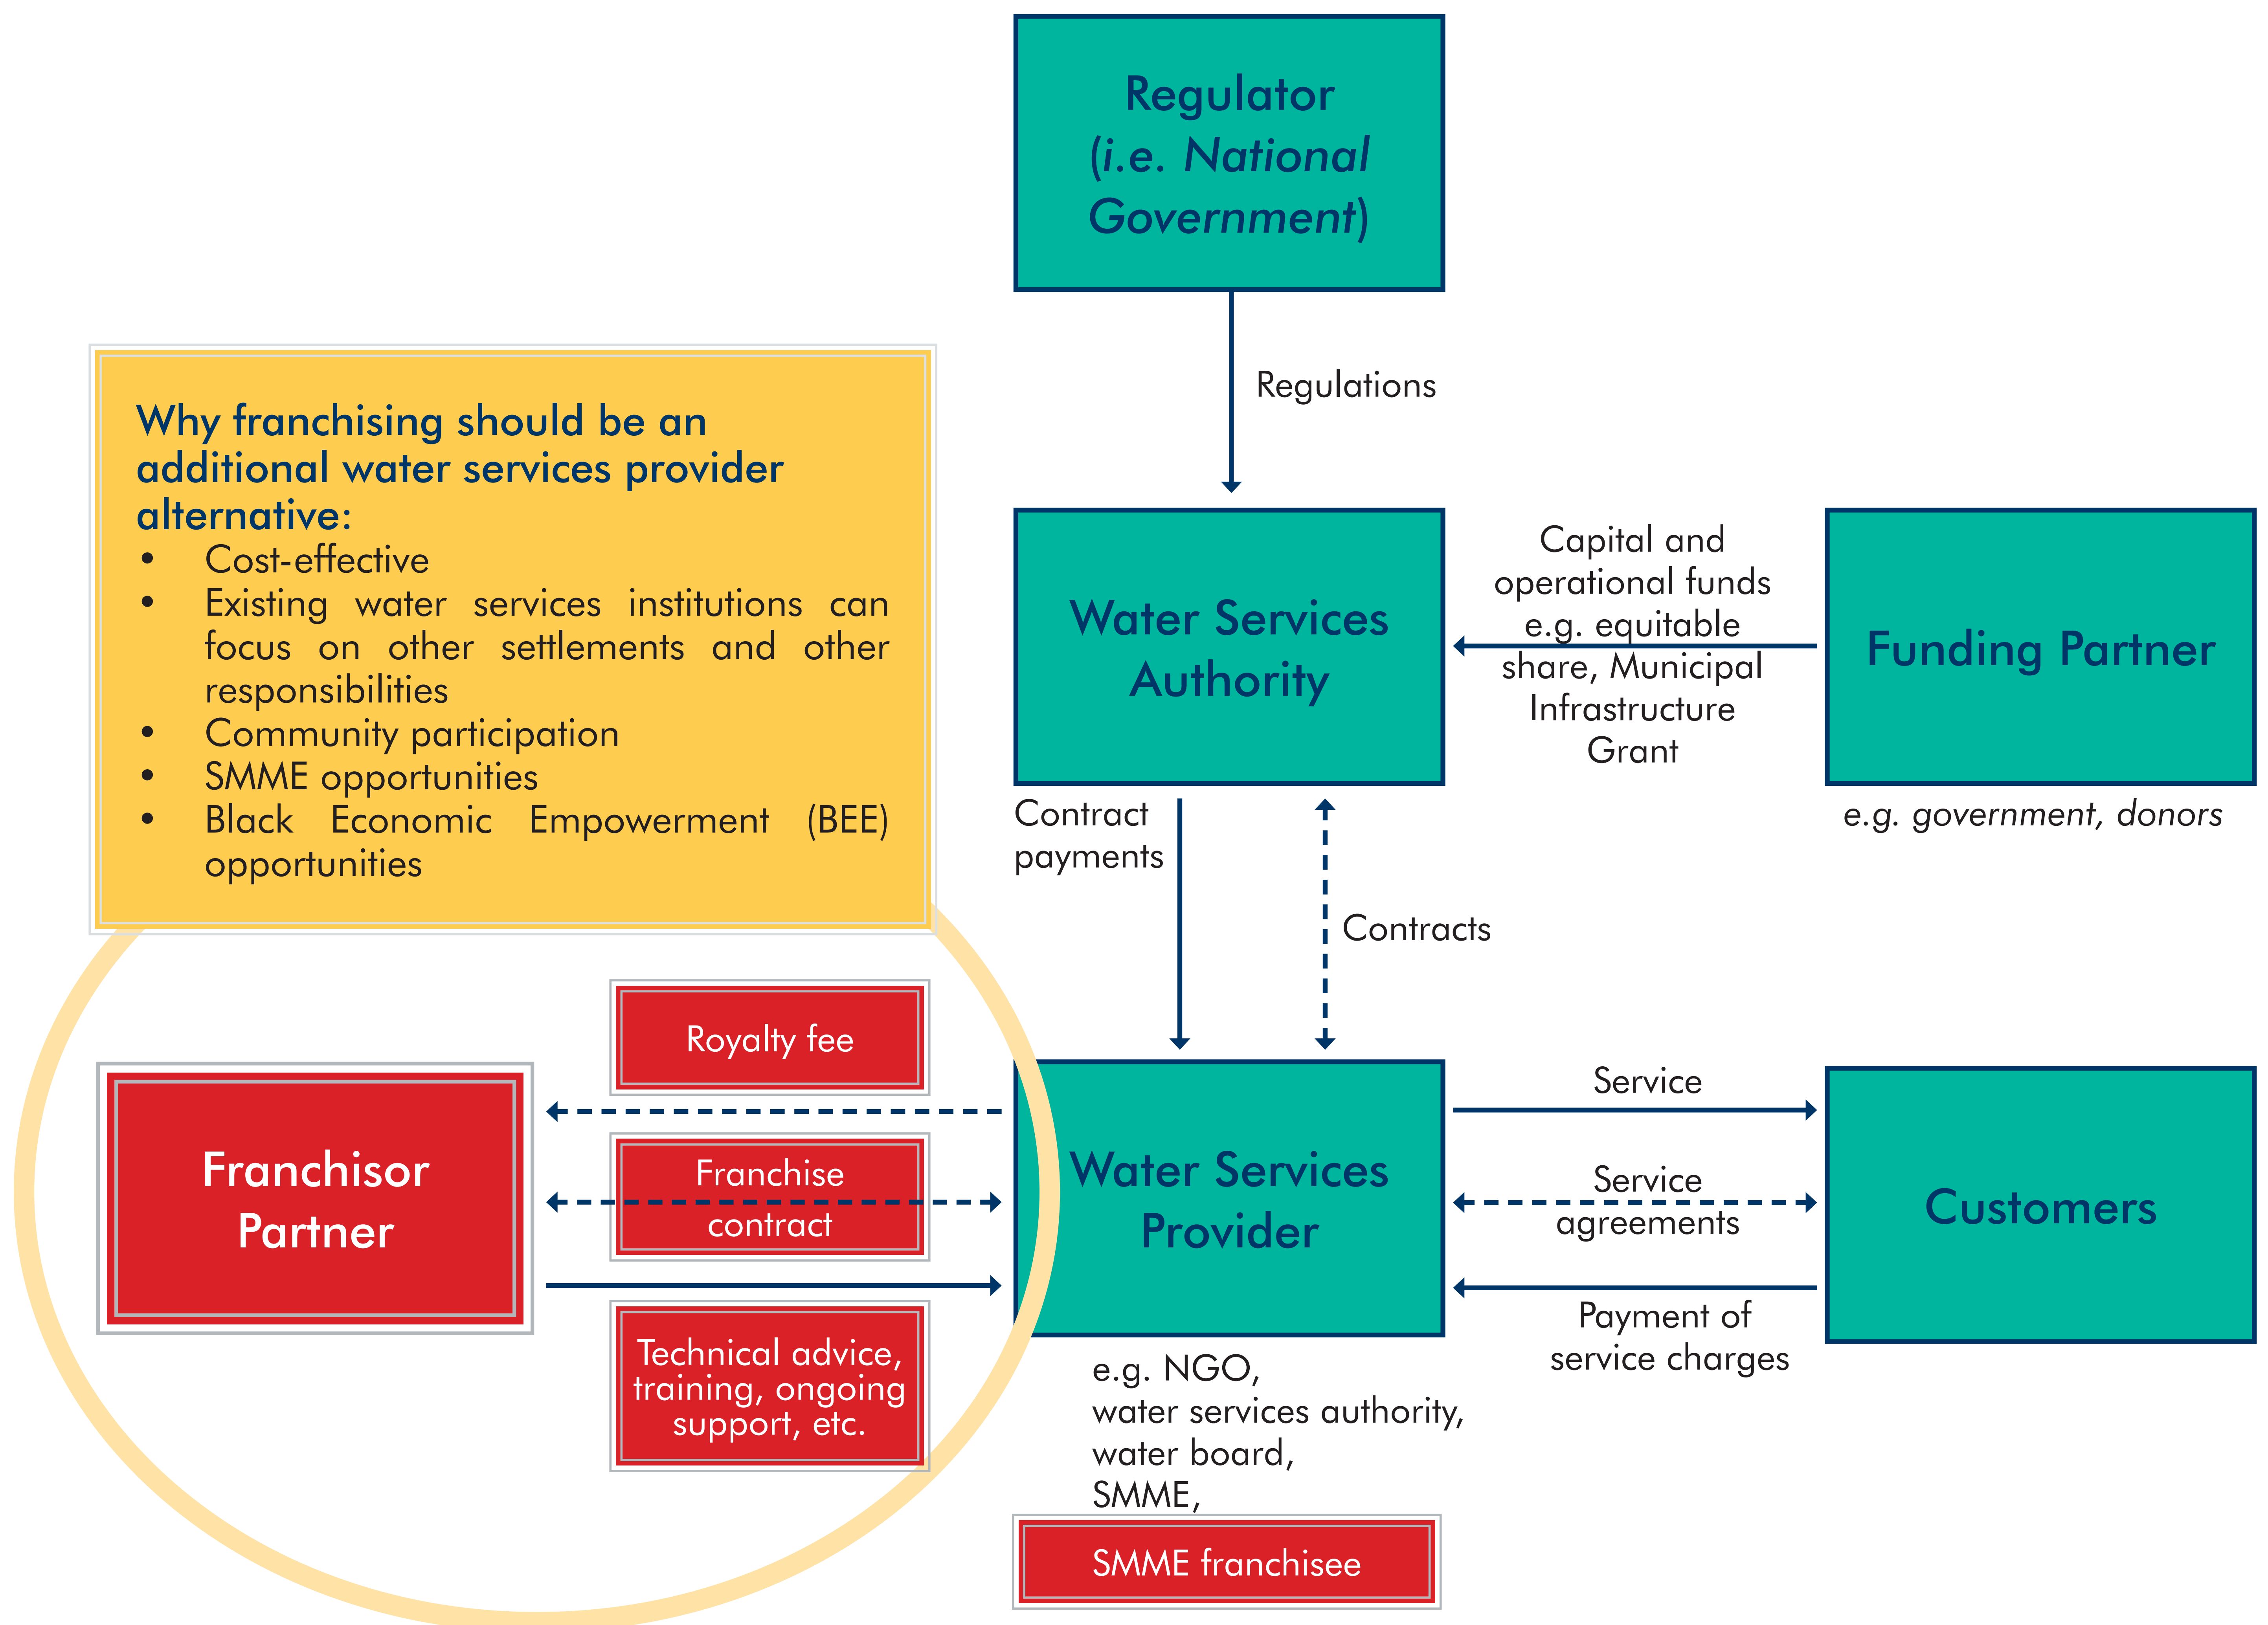 Regulator
(i.e. National
Government)
Regulations
Why franchising should be an
additional water services provider
alternative:
• Cost-effective
• Existing water services institutions can
focus on other settlements and other
responsibilities
• Community participation
• SMME opportunities
• Black Economic Empowerment (BEE)
opportunities
Water Services
Authority
Capital and
operational funds
e.g. equitable
share, Municipal
Infrastructure
Grant
Funding Partner
e.g. government, donors
Contract
payments
Contracts
Royalty fee
Franchisor
Partner
Franchise
contract
Technical advice,
training, ongoing
support, etc.
Water Services
Provider
Service
Service
agreements
Payment of
service charges
Customers
e.g. NGO,
water services authority,
water board,
SMME,
SMME franchisee